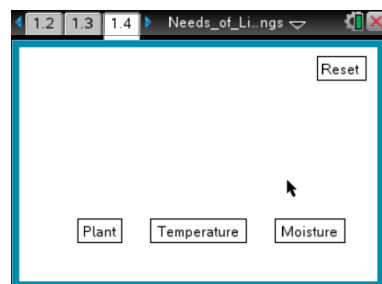 1.2 1.3 1.4 Needs_of_Li...ngs
Reset
Plant Temperature Moisture